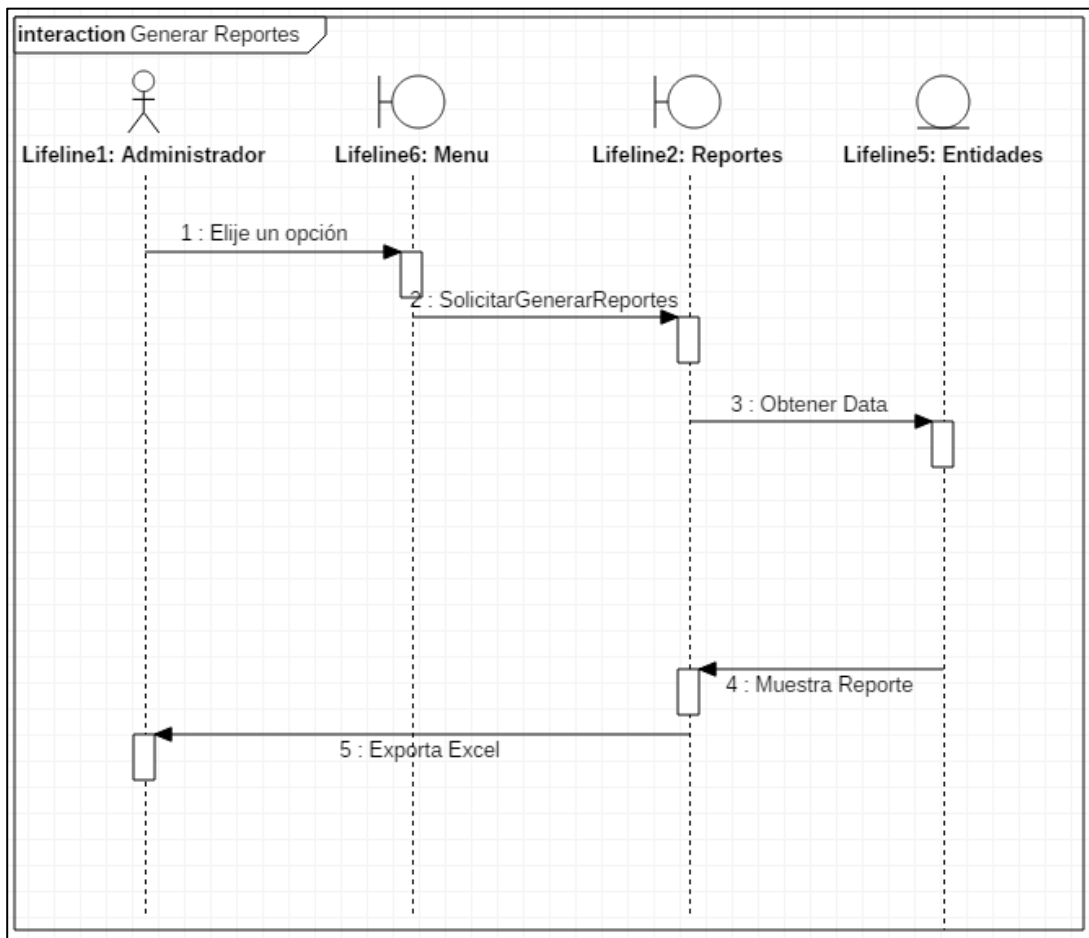 interaction Generar Reportes
Lifeline1: Administrador
Lifeline6: Menu
Lifeline2: Reportes
Lifeline5: Entidades
1 : Elije un opción
2 : SolicitarGenerarReportes
3 : Obtener Data
4 : Muestra Reporte
5 : Exporta Excel